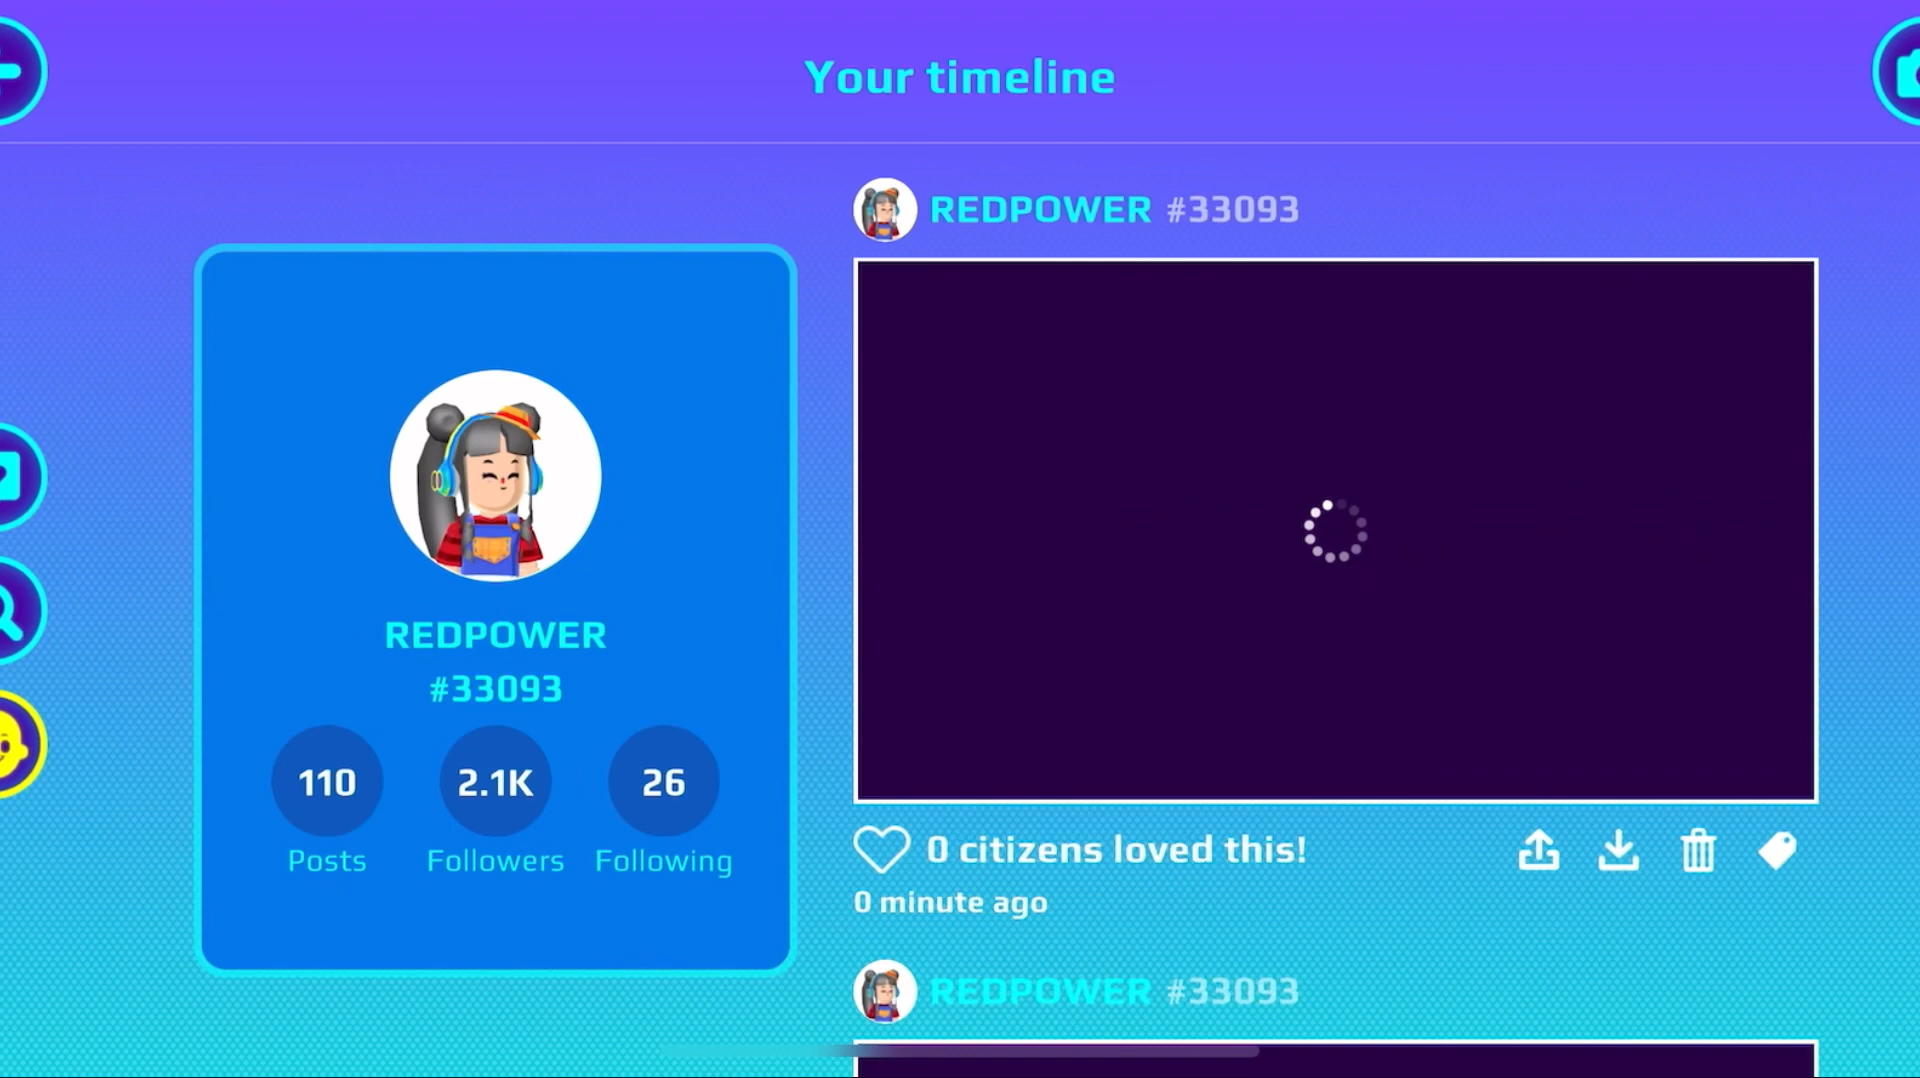 Your timeline
REDPOWER #33093
REDPOWER
#33093
110
2.1K
26
Posts
Followers
Following
0 citizens loved this!
0 minute ago
REDPOWER #33093